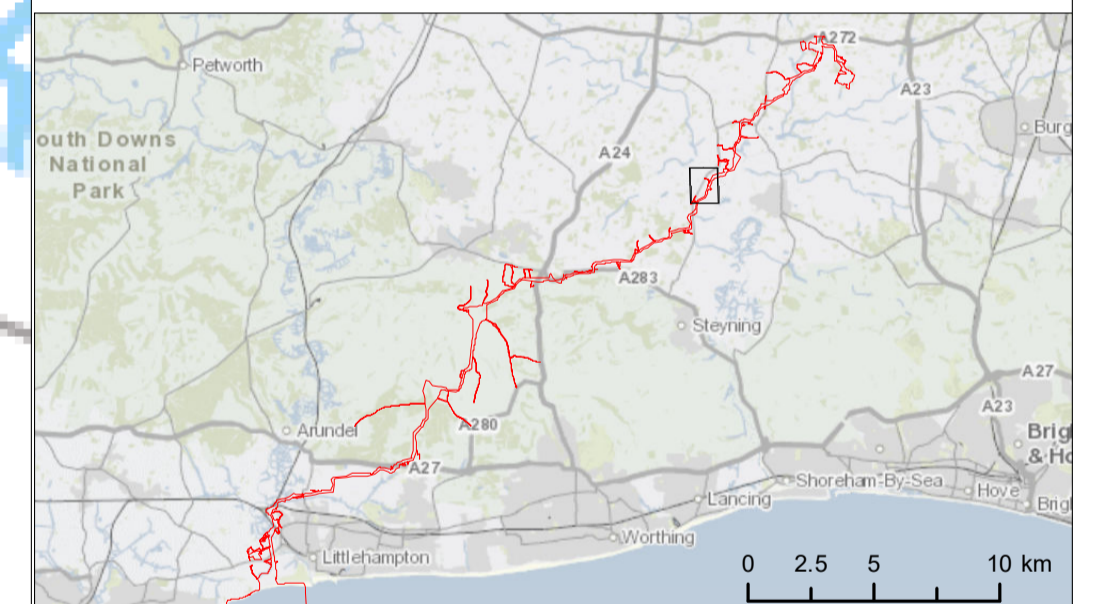 A272
Petworth
A23
Burg
outh Downs
National
Park
A24
A283
Steyning
A27
A23
A280
Arundel
Brig
& Ho
A27
Shoreham-By-Sea
Hove
Lancing
Brig
Worthing
Littlehampton
0 2.5 5 10 km